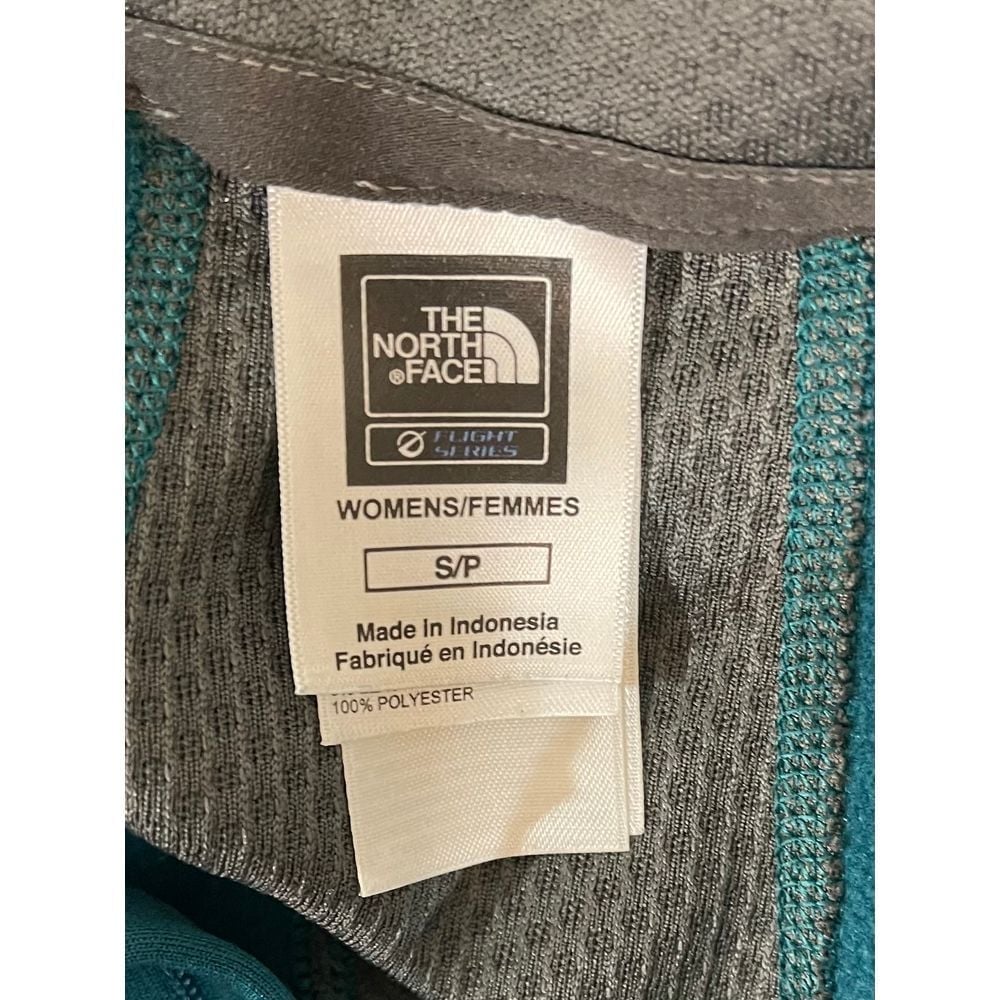 THE
NORTH
®FACE
FLIGHT
SERIES
WOMENS/FEMMES
S/P
Made in Indonesia
Fabriqué en Indonésie
100% POLYESTER